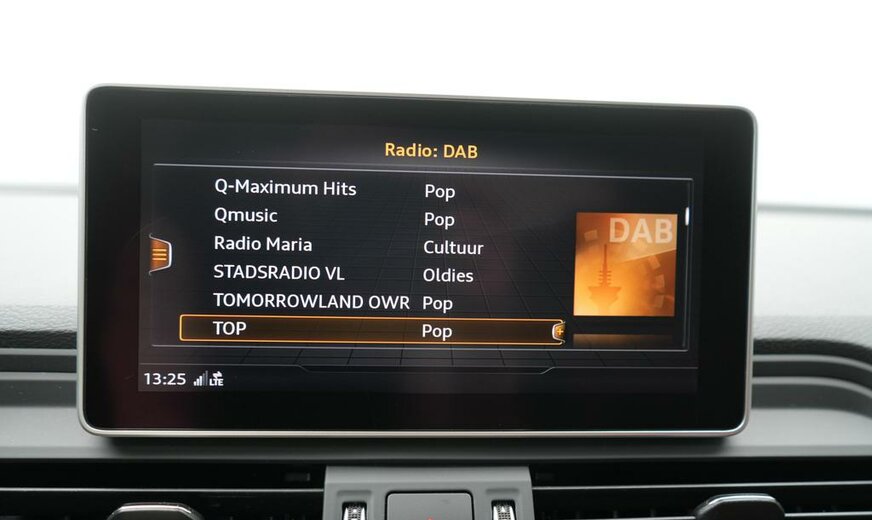 Radio: DAB
Q-Maximum Hits Pop
Qmusic Pop
Radio Maria Cultuur
STADSRADIO VL Oldies
TOMORROWLAND OWR Pop
TOP Pop
DAB
13:25 LTE